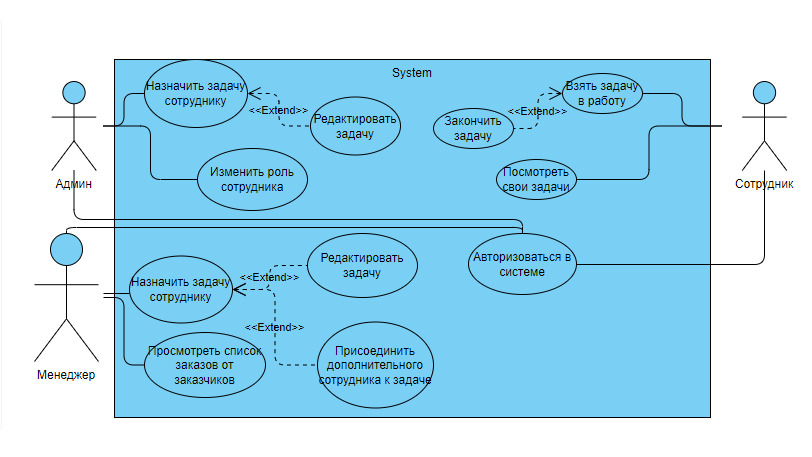 System
Назначить задачу
сотруднику
<<Extend>>
Редактировать
задачу
Взять задачу
в работу
<<Extend>>
Закончить
задачу
Изменить роль
сотрудника
Посмотреть
свои задачи
Админ
Сотрудник
Авторизоваться в
системе
Назначить задачу
сотруднику
<<Extend>>
Редактировать
задачу
<<Extend>>
Просмотреть список
заказов от
заказчиков
Присоединить
дополнительного
сотрудника к задаче
Менеджер